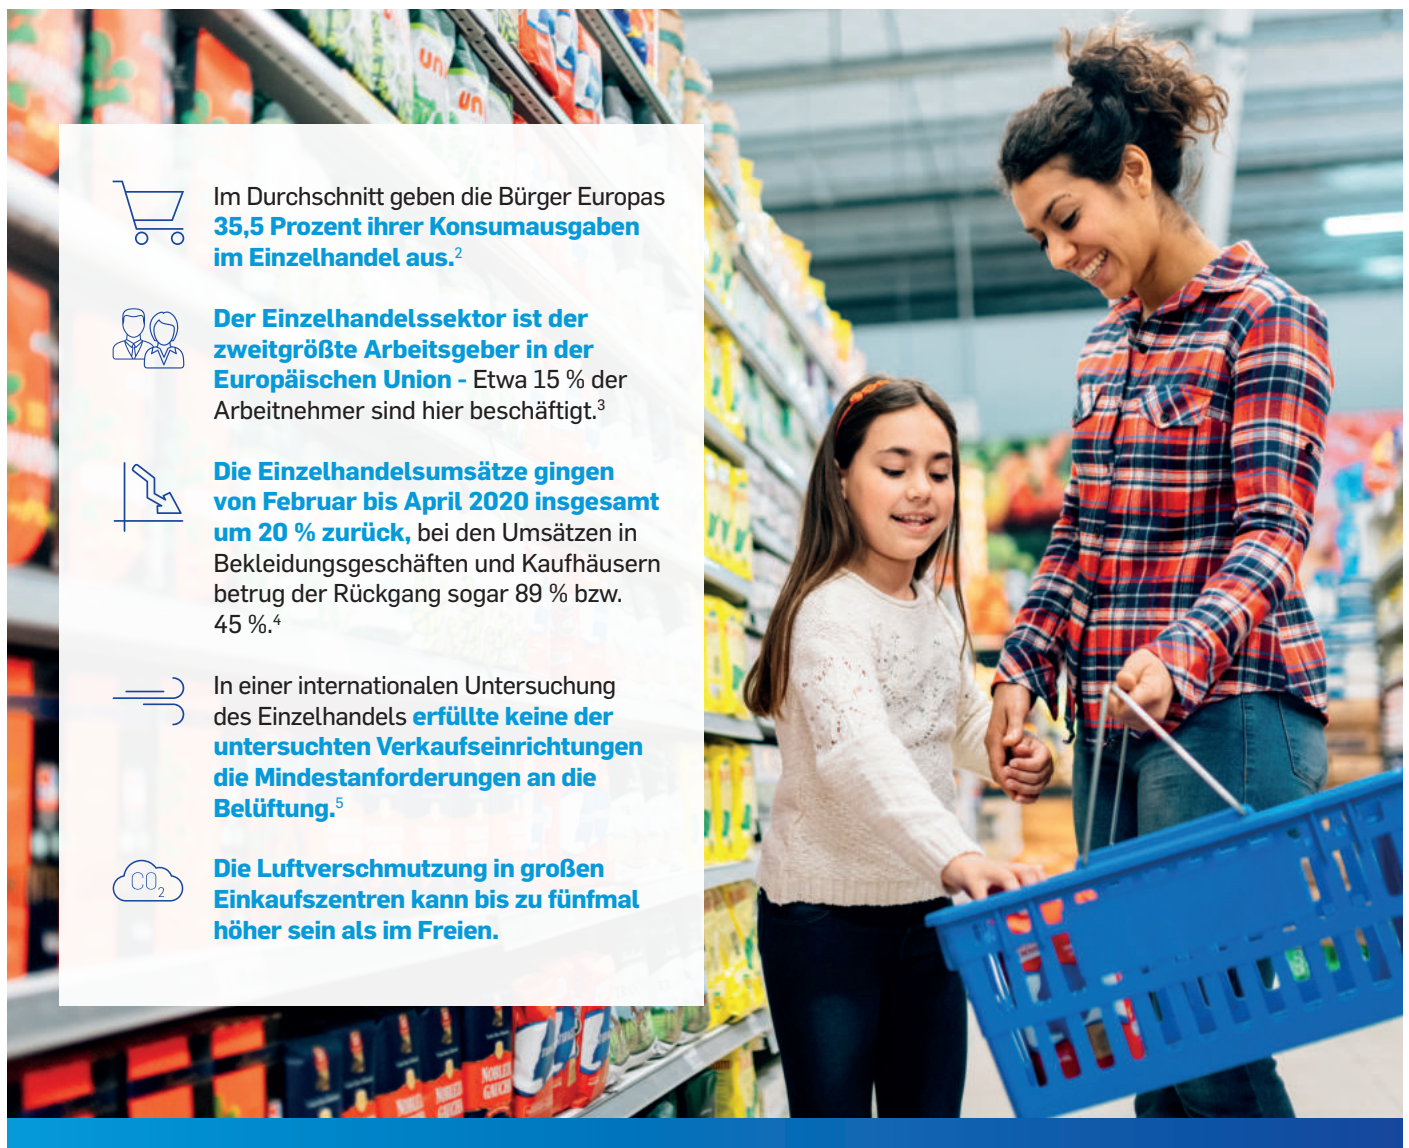 Im Durchschnitt geben die Bürger Europas
35,5 Prozent ihrer Konsumausgaben
im Einzelhandel aus.2
Der Einzelhandelssektor ist der
zweitgrößte Arbeitsgeber in der
Europäischen Union - Etwa 15 % der
Arbeitnehmer sind hier beschäftigt.3
Die Einzelhandelsumsätze gingen
von Februar bis April 2020 insgesamt
um 20 % zurück, bei den Umsätzen in
Bekleidungsgeschäften und Kaufhäusern
betrug der Rückgang sogar 89 % bzw.
45 %.4
In einer internationalen Untersuchung
des Einzelhandels erfüllte keine der
untersuchten Verkaufseinrichtungen
die Mindestanforderungen an die
Belüftung.5
CO2
Die Luftverschmutzung in großen
Einkaufszentren kann bis zu fünfmal
höher sein als im Freien.